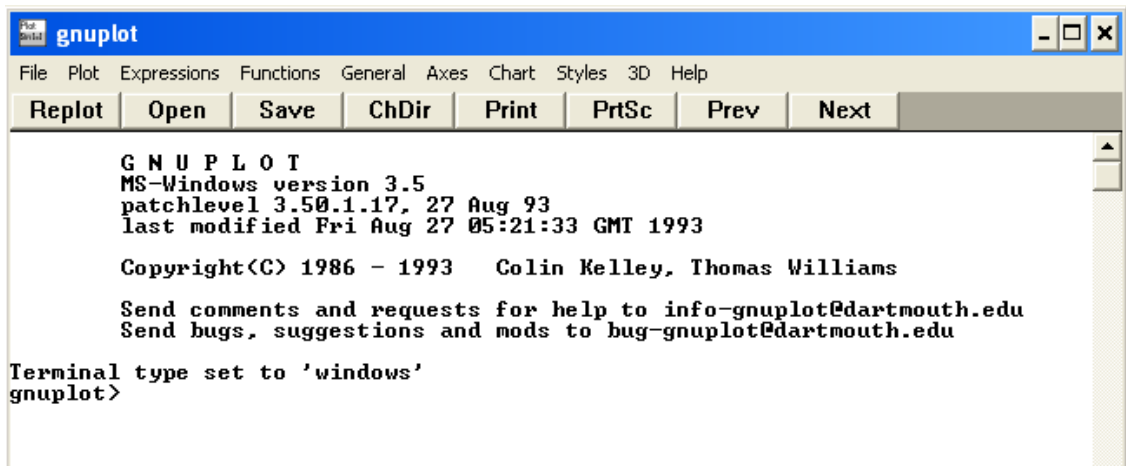 gnuplot
File Plot Expressions Functions General Axes Chart Styles 3D Help
Replot Open Save ChDir Print PrtSc Prev Next
G N U P L O T
MS-Windows version 3.5
patchlevel 3.50.1.17, 27 Aug 93
last modified Fri Aug 27 05:21:33 GMT 1993
Copyright(C) 1986 - 1993 Colin Kelley, Thomas Williams
Send comments and requests for help to info-gnuplot@dartmouth.edu
Send bugs, suggestions and mods to bug-gnuplot@dartmouth.edu
Terminal type set to 'windows'
gnuplot>